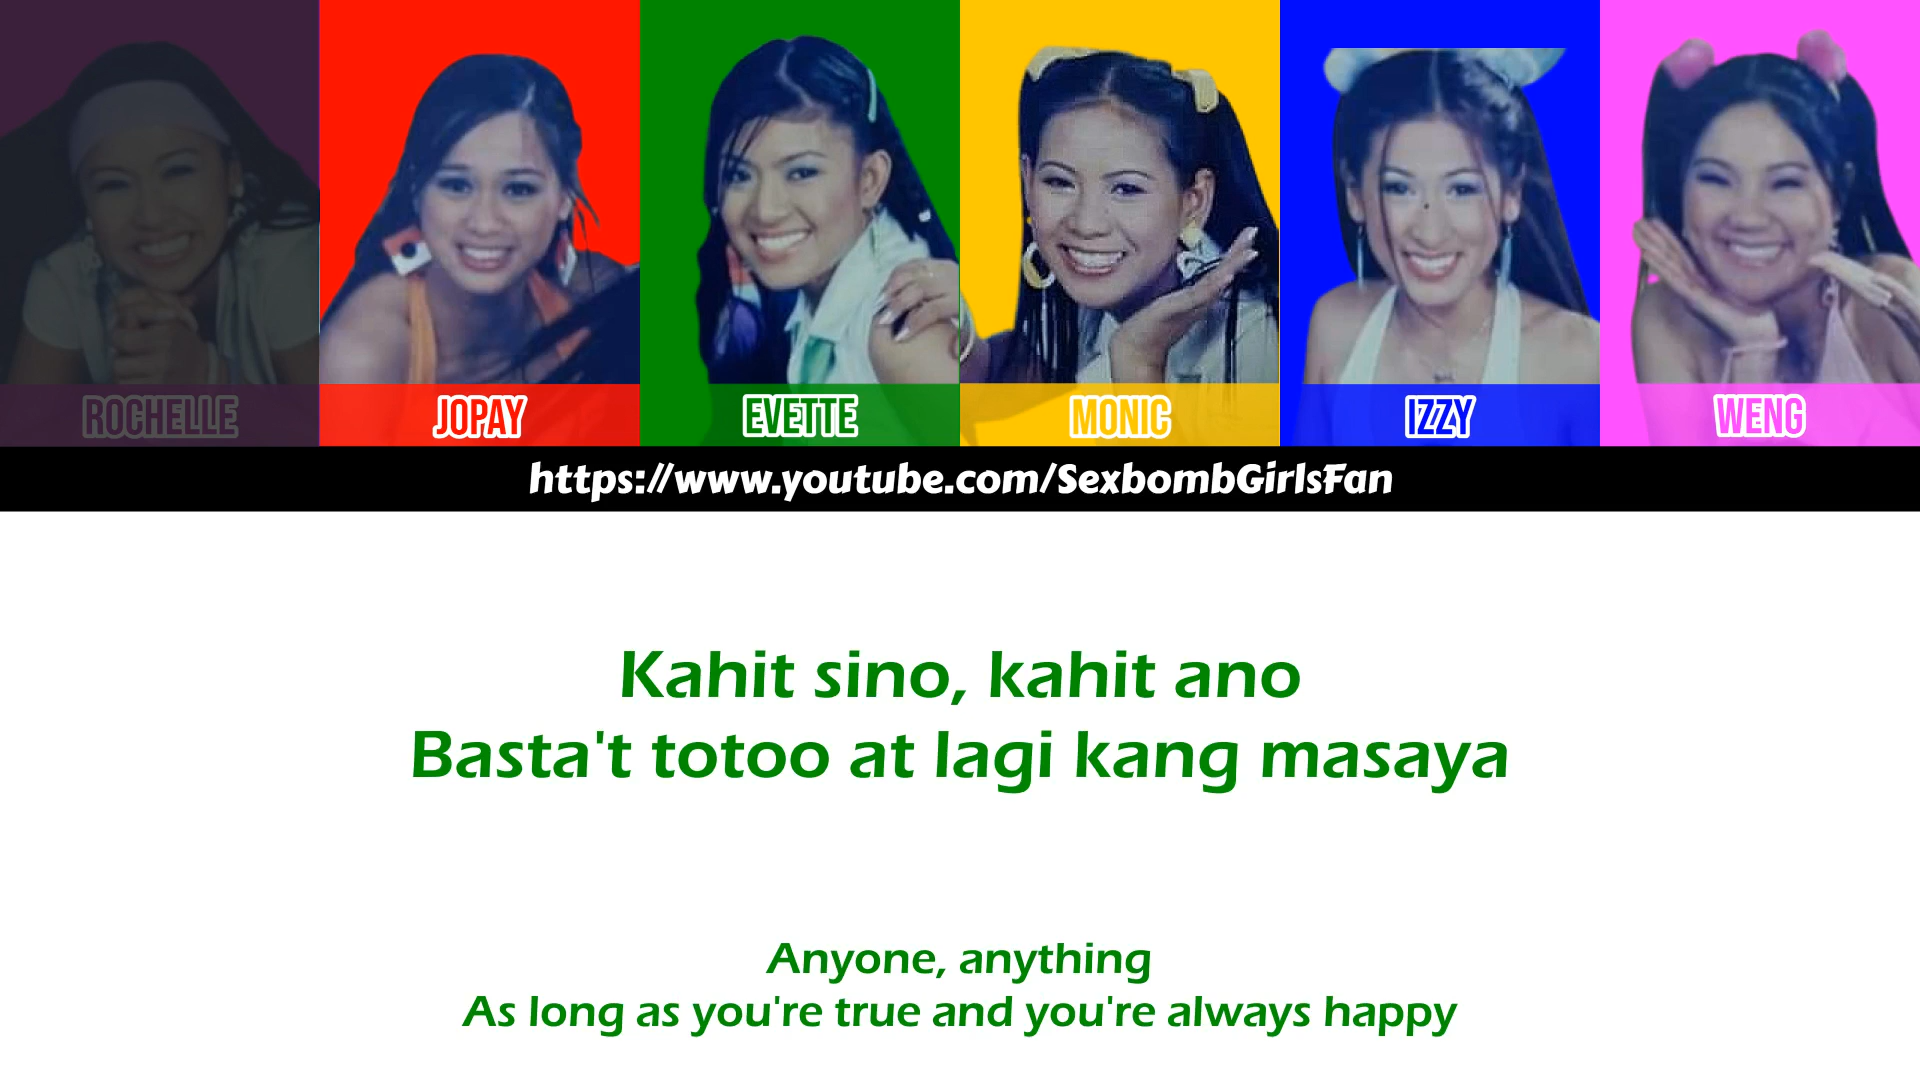 ROCHELLE JOPAY EVETTE MONIC IZZY WENG
https://www.youtube.com/SexbombGirlsFan
Kahit sino, kahit ano
Basta't totoo at lagi kang masaya
Anyone, anything
As long as you're true and you're always happy